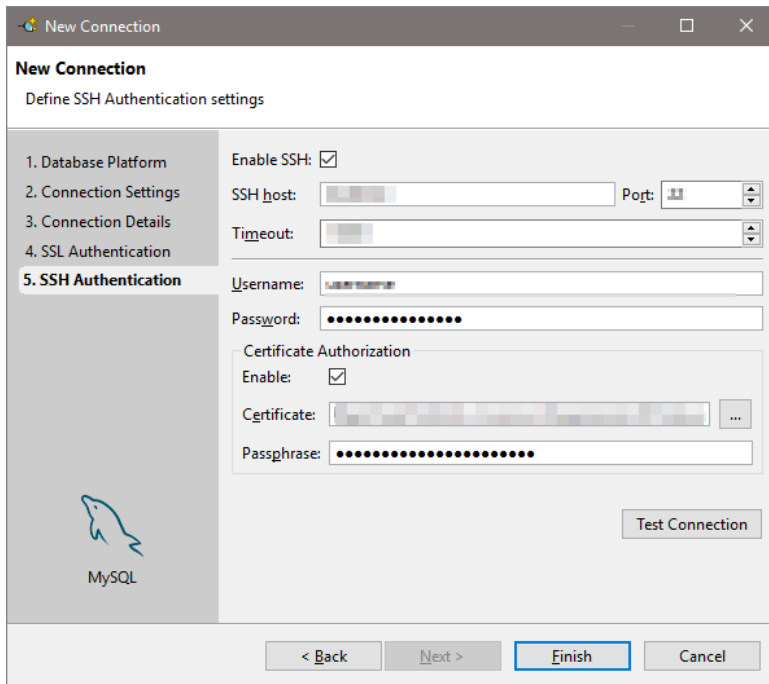 New Connection
New Connection
Define SSH Authentication settings
1. Database Platform
2. Connection Settings
3. Connection Details
4. SSL Authentication
5. SSH Authentication
Enable SSH:
SSH host:
Port:
Timeout:
Username:
Password:
Certificate Authorization
Enable:
Certificate:
...
Passphrase:
Test Connection
MySQL
< Back
Next >
Finish
Cancel